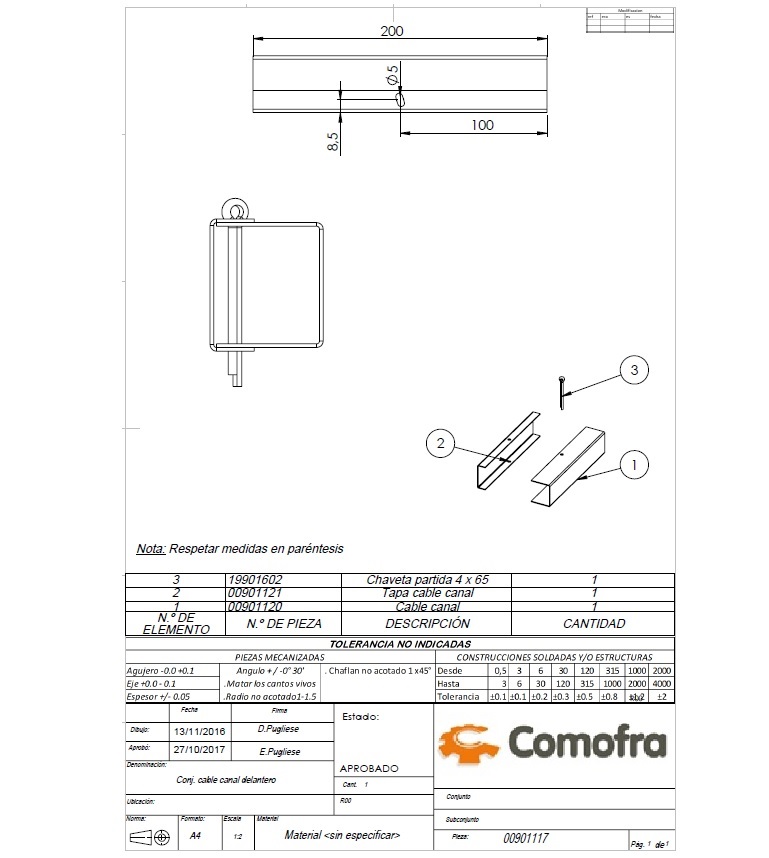 Modificacion
ref
fecha
200
Ø5
100
8,5
3
2
1
Nota: Respetar medidas en paréntesis
3 19901602 Chaveta partida 4 x 65 1
2 00901121 Tapa cable canal 1
1 00901120 Cable canal 1
N.º DE ELEMENTO N.º DE PIEZA DESCRIPCIÓN CANTIDAD
TOLERANCIA NO INDICADAS
PIEZAS MECANIZADAS CONSTRUCCIONES SOLDADAS Y/O ESTRUCTURAS
Agujero -0.0 +0.1 Angulo + / -0° 30' . Chaflan no acotado 1 x45° Desde 0,5 3 6 30 120 315 1000 2000
Eje +0.0 - 0.1 .Matar los cantos vivos Hasta 3 6 30 120 315 1000 2000 4000
Espesor +/- 0.05 .Radio no acotado1-1.5 Tolerancia ±0.1 ±0.1 ±0.2 ±0.3 ±0.5 ±0.8 ±2
Fecha Firma Estado:
Dibujo: 13/11/2016 D.Pugliese
Aprobó: 27/10/2017 E.Pugliese
APROBADO
Comofra
Denominación:
Conj. cable canal delantero
Cant. 1
Ubicación: R00
Conjunto
Norma: Formato: Escala Material
Subconjunto
A4 1:2 Material <sin especificar>
Pieza: 00901117
Pág. 1 de 1